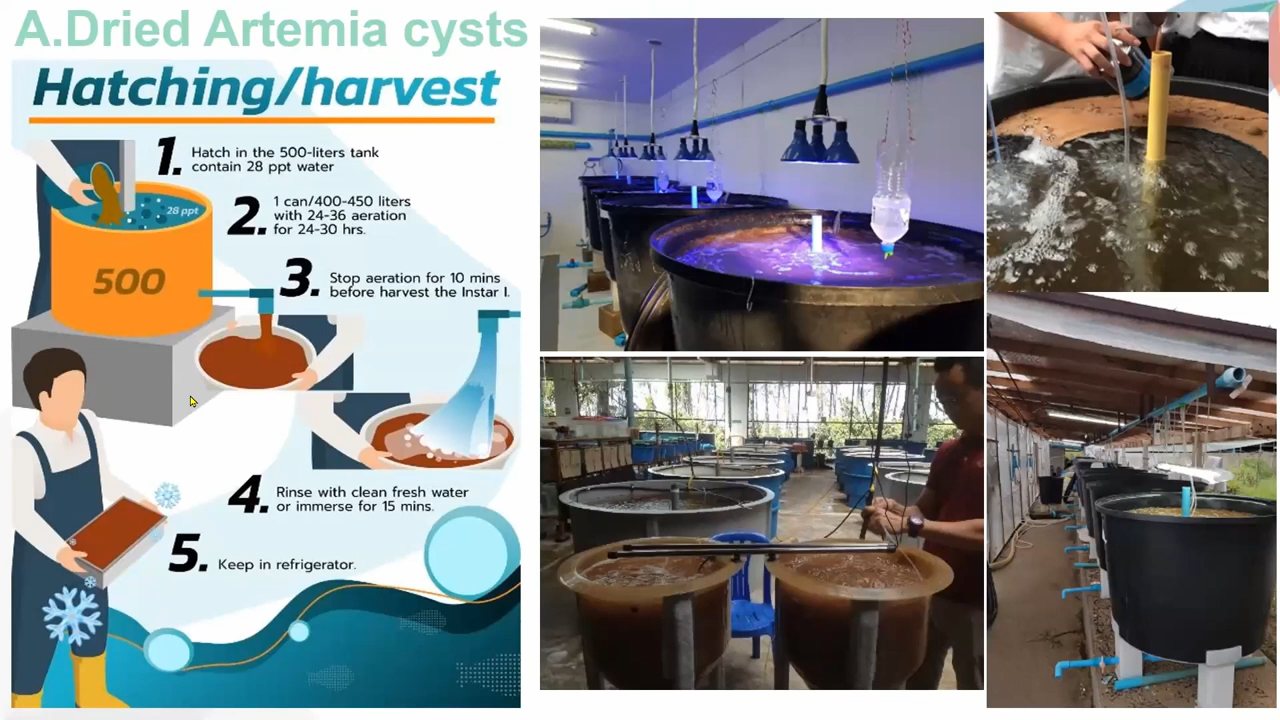 A.Dried Artemia cysts
Hatching/harvest
1.
Hatch in the 500-liters tank
contain 28 ppt water
28 ppt
2.
1 can/400-450 liters
with 24-36 aeration
for 24-30 hrs.
500
3.
Stop aeration for 10 mins
before harvest the Instar I.
4.
Rinse with clean fresh water
or immerse for 15 mins.
5.
Keep in refrigerator.